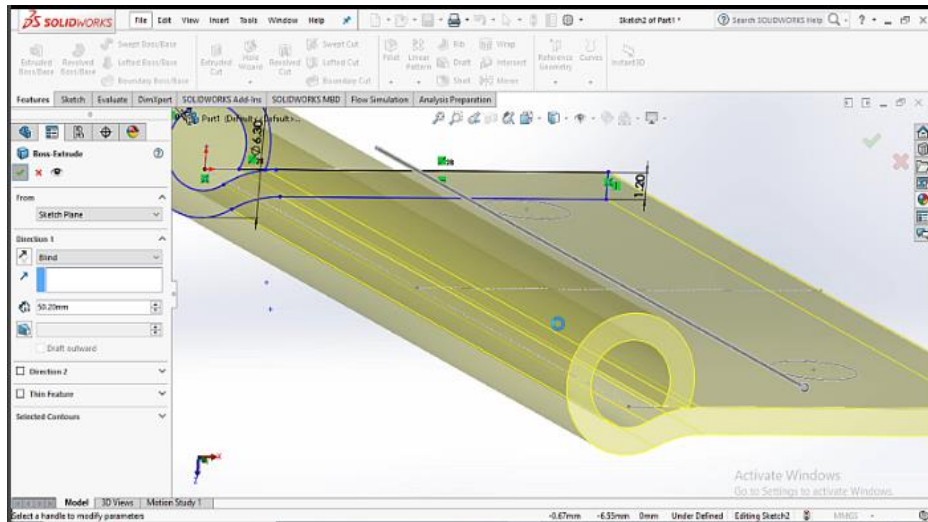 SOLIDWORKS File Edit View Insert Tools Window Help Sketch2 of Part1 * Search SOLIDWORKS Help
Extruded Boss/Base Revolved Boss/Base Swept Boss/Base Lofted Boss/Base Boundary Boss/Base Extruded Cut Hole Wizard Revolved Cut Swept Cut Lofted Cut Boundary Cut Fillet Linear Pattern Rib Draft Shell Wrap Intersect Mirror Reference Geometry Curves Instant3D
Features Sketch Evaluate DimXpert SOLIDWORKS Add-Ins SOLIDWORKS MBD Flow Simulation Analysis Preparation
Part1 (Default<<Default>...
Boss-Extrude
From
Sketch Plane
Direction 1
Blind
50.20mm
Draft outward
Direction 2
Thin Feature
Selected Contours
Ø6.30
1.20
Activate Windows
Go to Settings to activate Windows.
Model 3D Views Motion Study 1
Select a handle to modify parameters -0.67mm -6.55mm 0mm Under Defined Editing Sketch2 MMGS